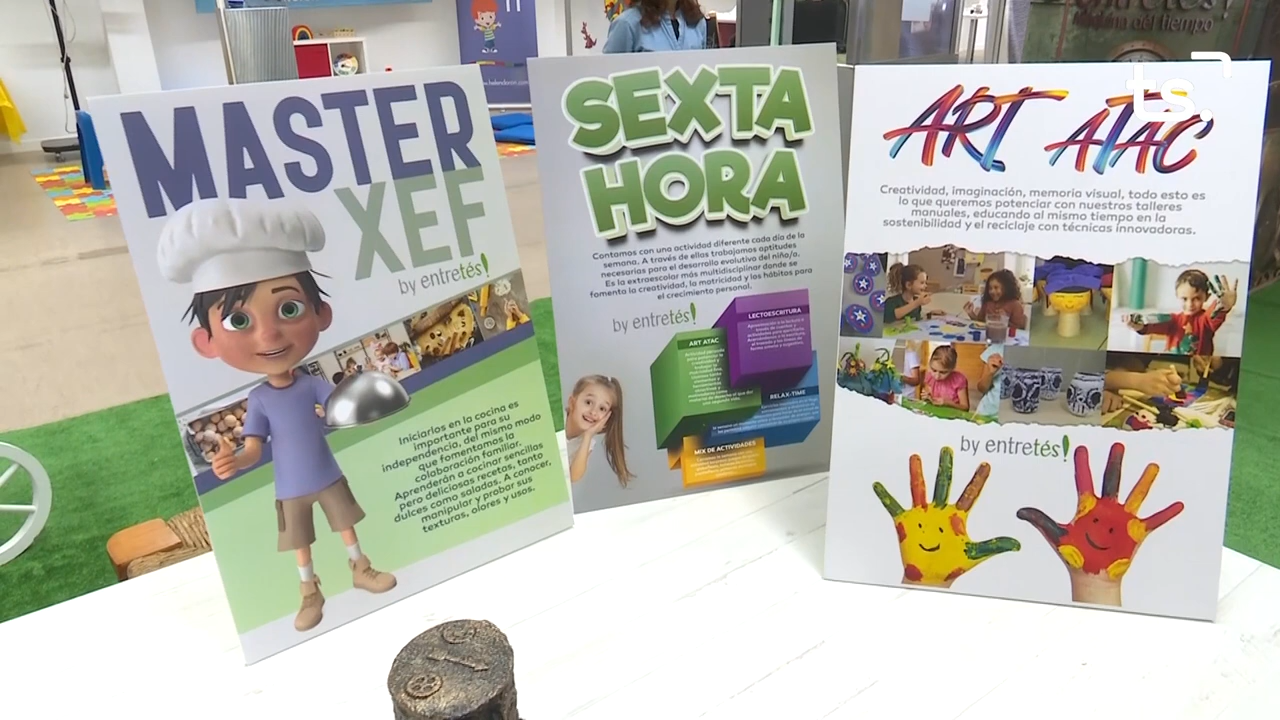 MASTER
XEF
by entretés!
Iniciarlos en la cocina es
importante para su
independencia, del mismo modo
que fomentamos la
colaboración familiar.
Aprenderán a cocinar sencillas
pero deliciosas recetas, tanto
dulces como saladas. A conocer,
manipular y probar sus
texturas, olores y usos.
SEXTA
HORA
Contamos con una actividad diferente cada día de la
semana. A través de ellas trabajamos aptitudes
necesarias para el desarrollo evolutivo del niño/a.
Es la extraescolar más multidisciplinar donde se
fomenta la creatividad, la motricidad y los hábitos para
el crecimiento personal.
by entretés!
LECTOESCRITURA
ART ATAC
RELAX-TIME
MIX DE ACTIVIDADES
ART ATAC
Creatividad, imaginación, memoria visual, todo esto es
lo que queremos potenciar con nuestros talleres
manuales, educando al mismo tiempo en la
sostenibilidad y el reciclaje con técnicas innovadoras.
by entretés!
entretés!
del tiempo
ts.